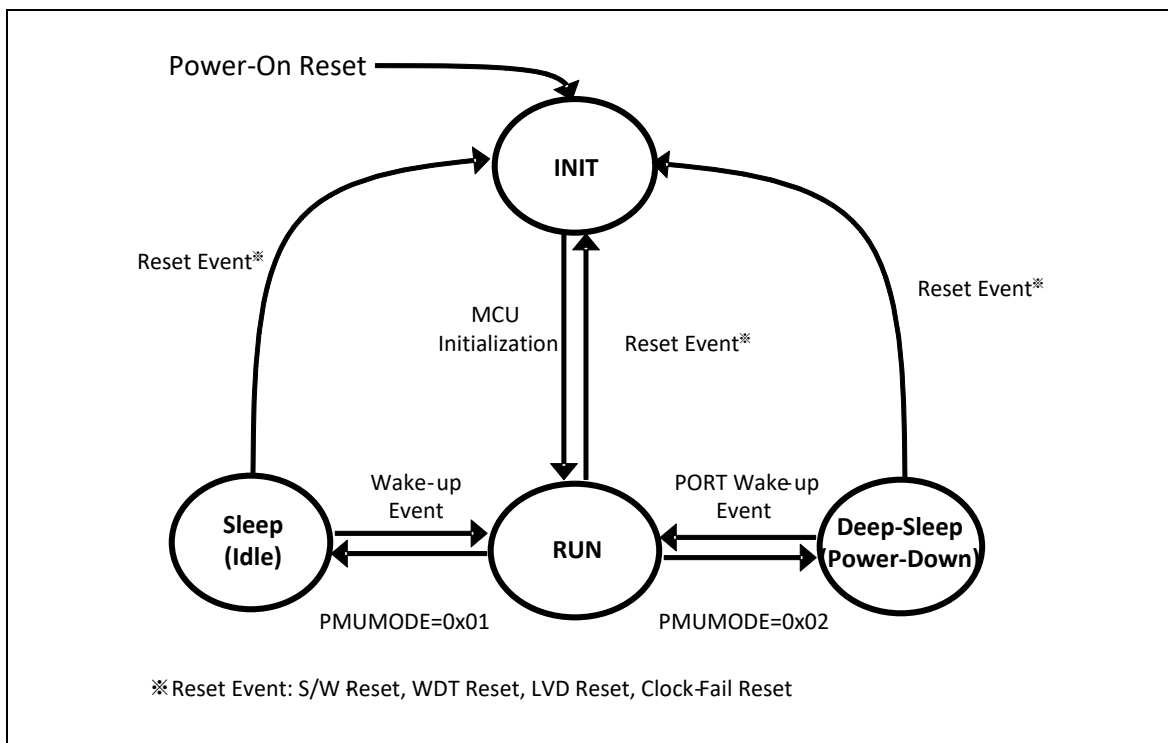 Power-On Reset
INIT
Reset Event※
Reset Event※
MCU
Initialization
Reset Event※
Wake-up
Event
PORT Wake-up
Event
Sleep
(Idle)
RUN
Deep-Sleep
(Power-Down)
PMUMODE=0x01
PMUMODE=0x02
※Reset Event: S/W Reset, WDT Reset, LVD Reset, Clock-Fail Reset